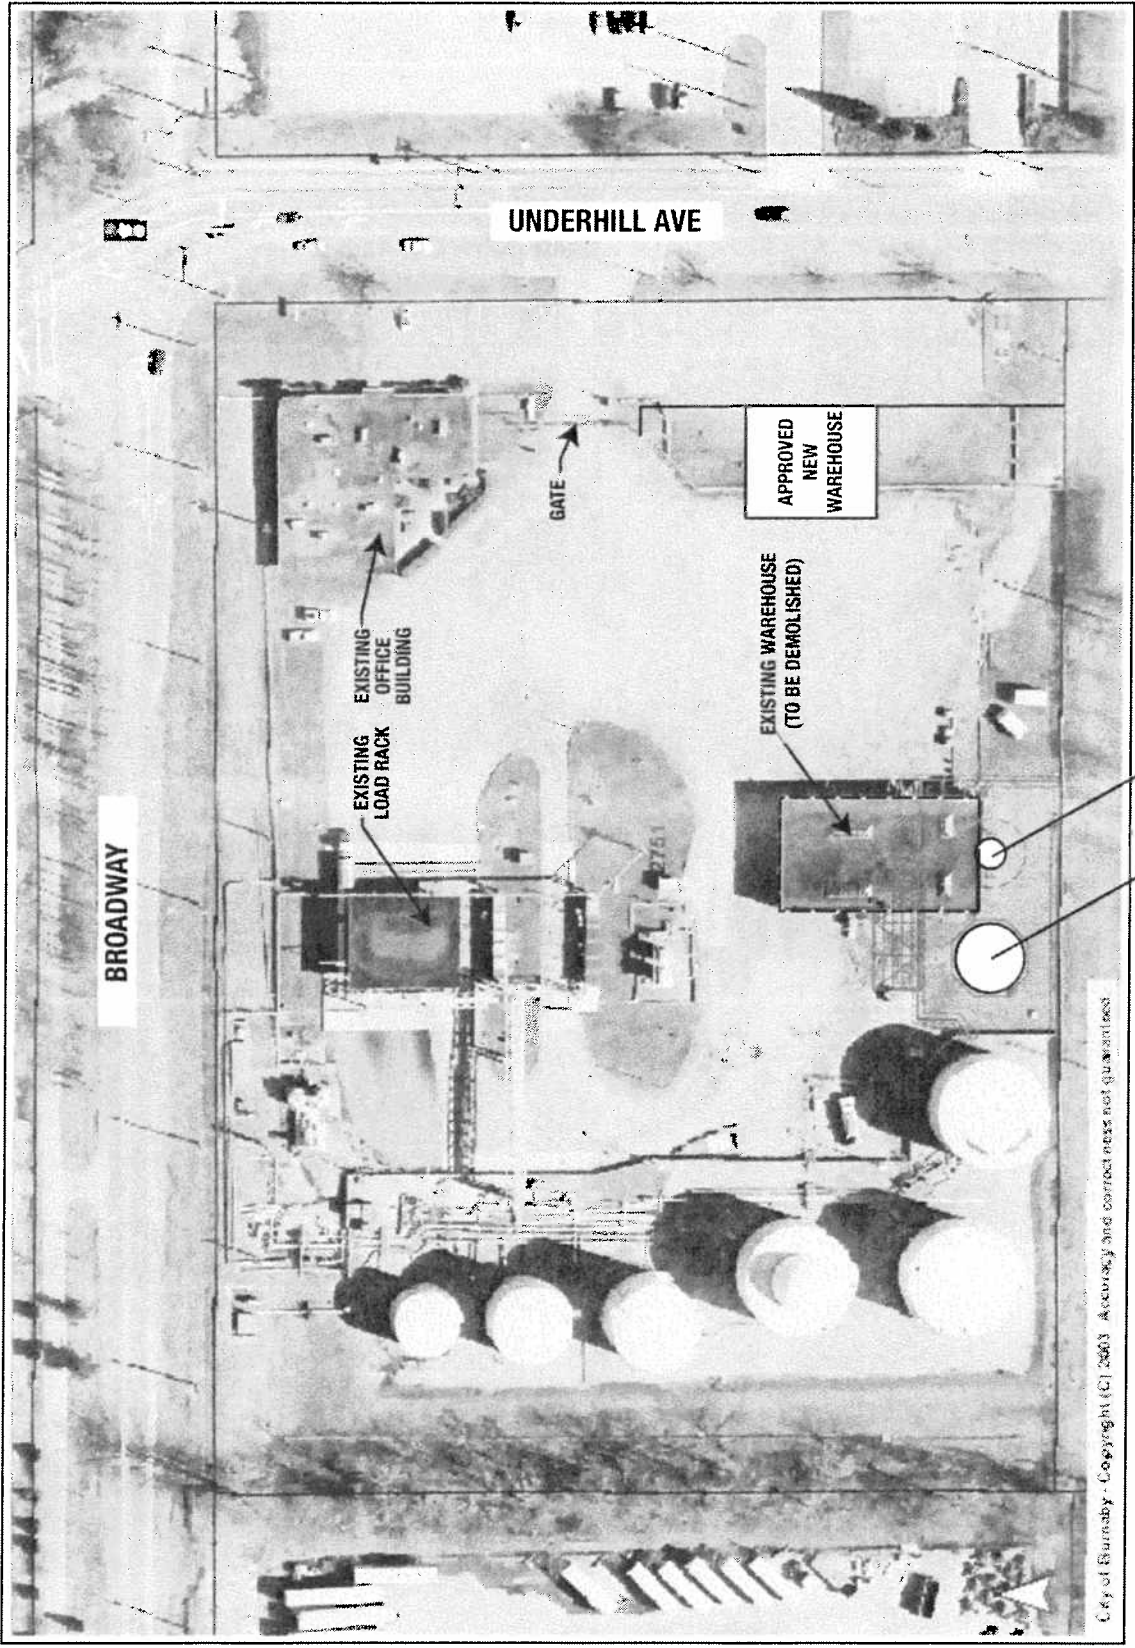 UNDERHILL AVE
BROADWAY
GATE
APPROVED
NEW
WAREHOUSE
EXISTING
OFFICE
BUILDING
EXISTING
LOAD RACK
EXISTING WAREHOUSE
(TO BE DEMOLISHED)
2751
City of Burnaby - Copyright (C) 2003 Accuracy and correctness not guaranteed